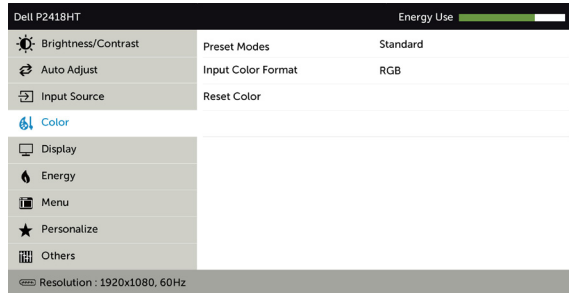 Dell P2418HT
Energy Use
Brightness/Contrast
Auto Adjust
Input Source
Color
Display
Energy
Menu
Personalize
Others
Preset Modes Standard
Input Color Format RGB
Reset Color
Resolution : 1920x1080, 60Hz